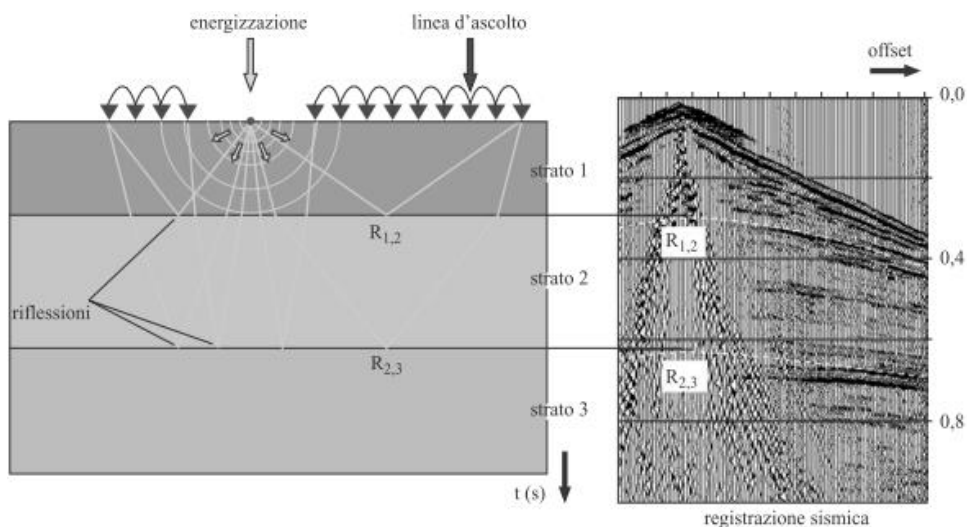 energizzazione
linea d'ascolto
offset
0,0
strato 1
R1,2
R1,2
0,4
strato 2
riflessioni
R2,3
R2,3
strato 3
0,8
t (s)
registrazione sismica